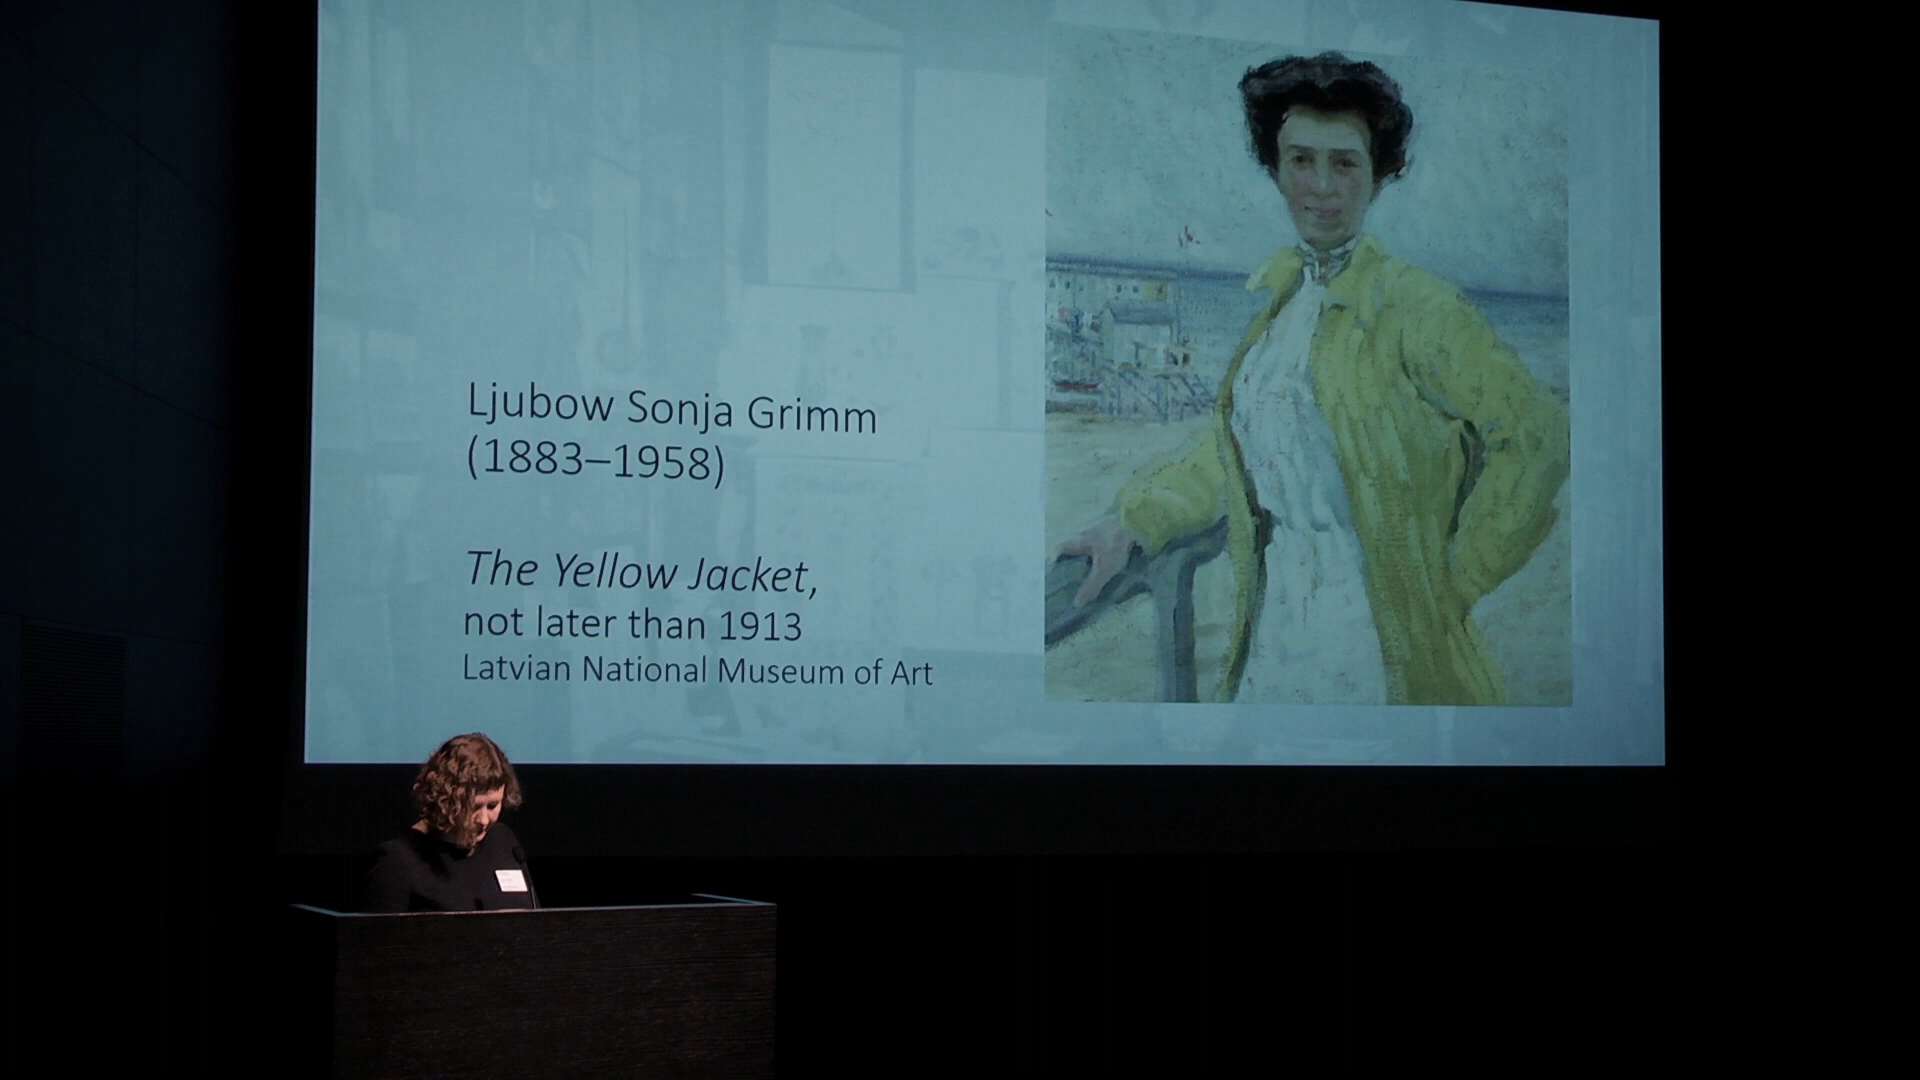 Ljubow Sonja Grimm
(1883–1958)
The Yellow Jacket,
not later than 1913
Latvian National Museum of Art